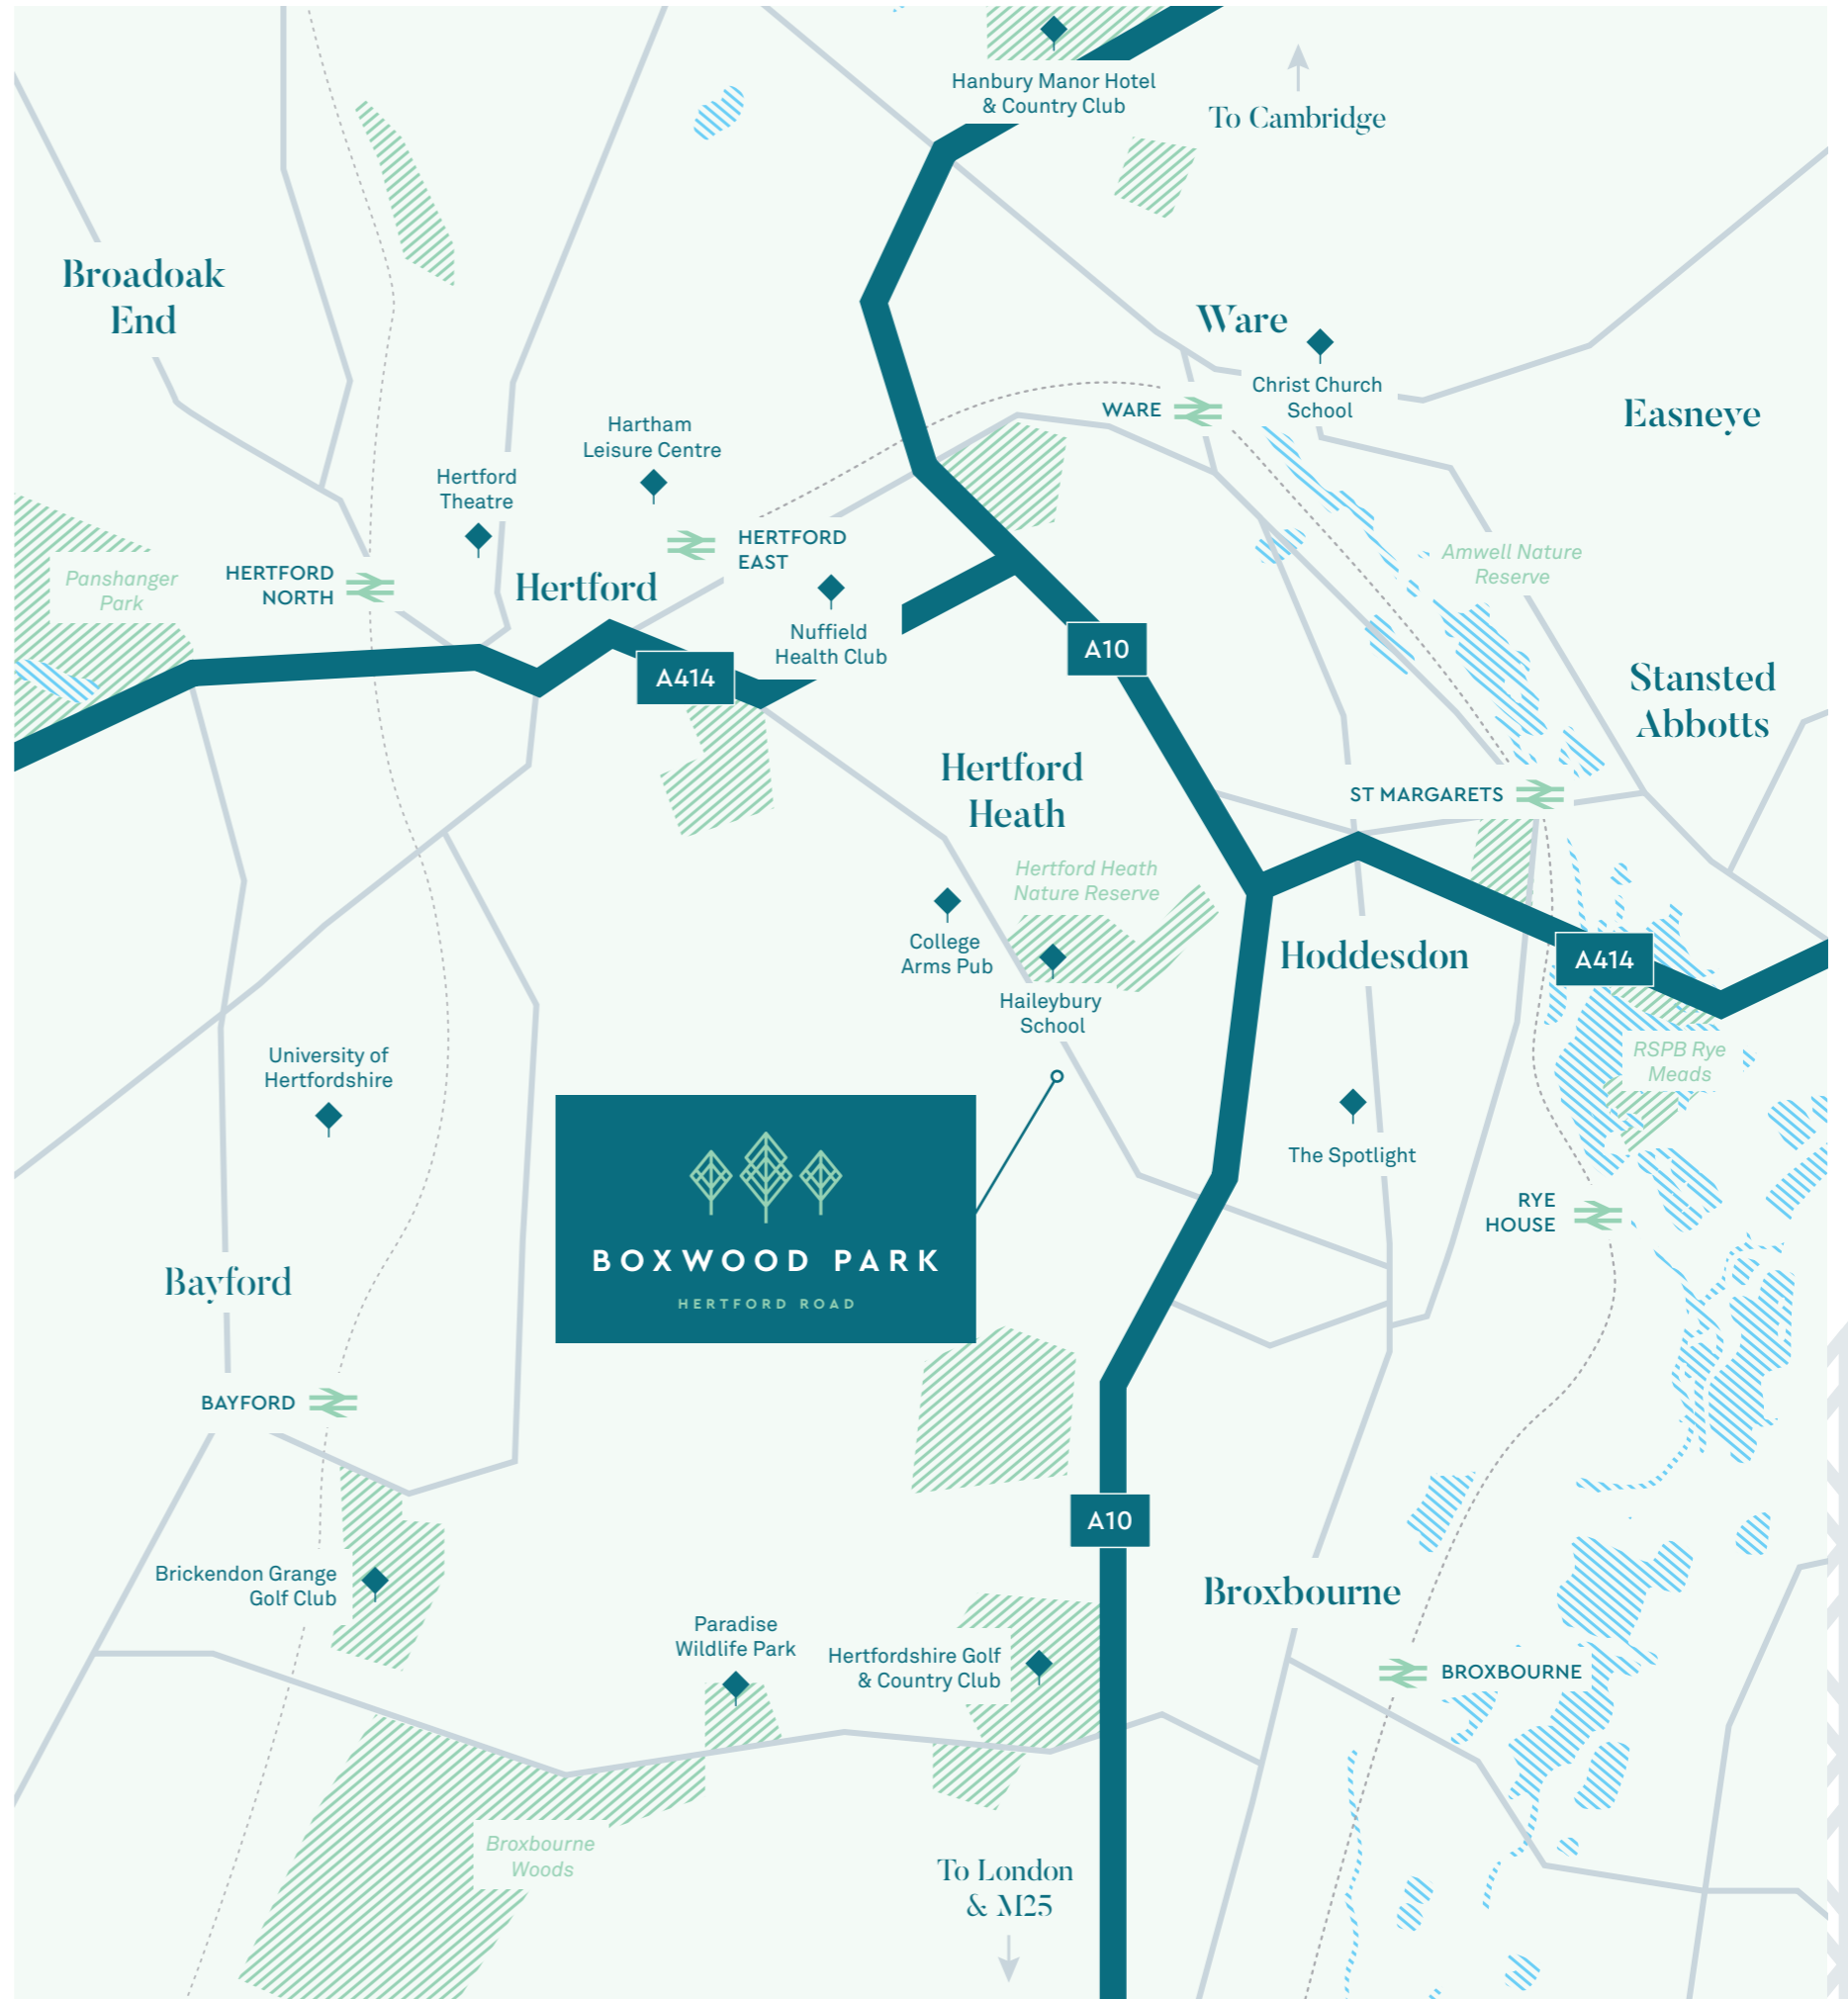 Hanbury Manor Hotel
& Country Club
To Cambridge
Broadoak
End
Ware
Christ Church
School
WARE
Easneye
Hartham
Leisure Centre
Hertford
Theatre
HERTFORD
EAST
Amwell Nature
Reserve
Panshanger
Park
HERTFORD
NORTH
Hertford
Nuffield
Health Club
A10
A414
Stansted
Abbotts
Hertford
Heath
ST MARGARETS
Hertford Heath
Nature Reserve
College
Arms Pub
Hoddesdon
A414
Haileybury
School
RSPB Rye
Meads
University of
Hertfordshire
The Spotlight
RYE
HOUSE
BOXWOOD PARK
HERTFORD ROAD
Bayford
BAYFORD
A10
Brickendon Grange
Golf Club
Broxbourne
Paradise
Wildlife Park
Hertfordshire Golf
& Country Club
BROXBOURNE
Broxbourne
Woods
To London
& M25